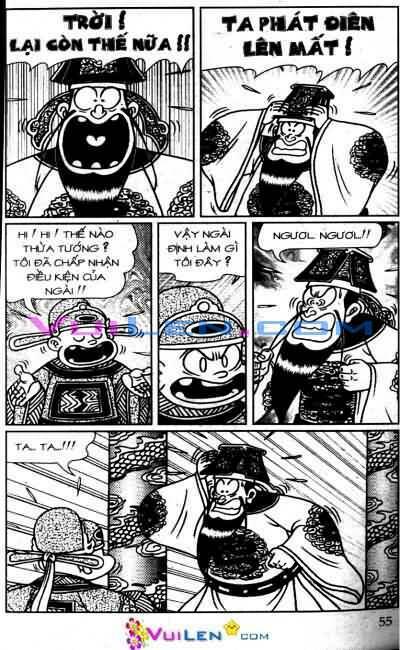 TRỜI!
LẠI CÒN THẾ NỮA!!
TA PHÁT ĐIÊN
LÊN MẤT!
HI! HI! THẾ NÀO
THỪA TƯỚNG?
TÔI ĐÃ CHẤP NHẬN
ĐIỀU KIỆN CỦA
NGÀI!!
VẬY NGÀI
ĐỊNH LÀM GÌ
TÔI ĐÂY?
NGƯƠI.. NGƯƠI..!!
VUILEN.COM
TA.. TA..!!!
55
VUILEN.COM